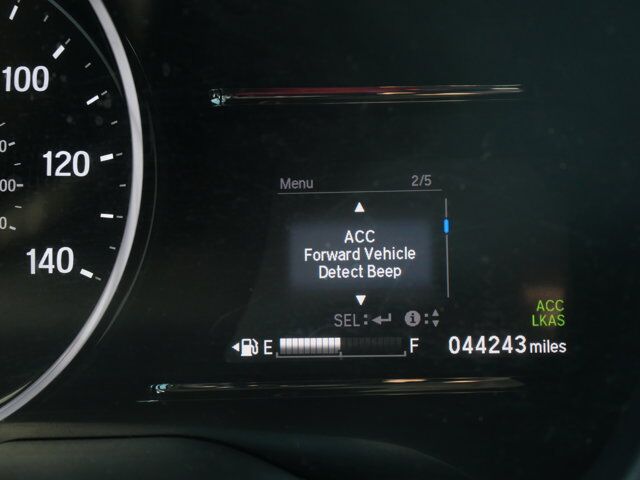 100
120
140
Menu 2/5
ACC
Forward Vehicle
Detect Beep
SEL:
i :
ACC
LKAS
E F 044243 miles